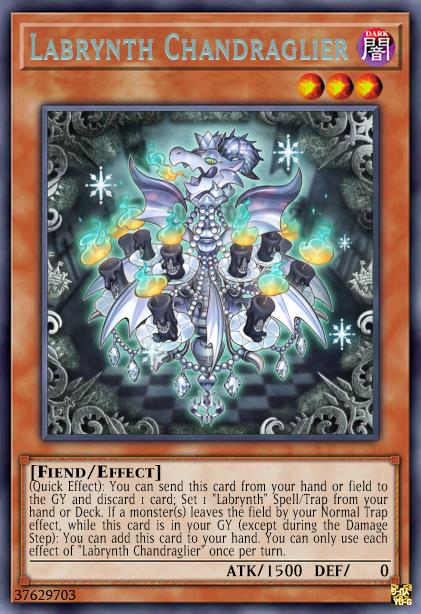 LABRYNTH CHANDRAGLIER
DARK
闇
[FIEND/EFFECT]
(Quick Effect): You can send this card from your hand or field to
the GY and discard 1 card; Set 1 "Labrynth" Spell/Trap from your
hand or Deck. If a monster(s) leaves the field by your Normal Trap
effect, while this card is in your GY (except during the Damage
Step): You can add this card to your hand. You can only use each
effect of "Labrynth Chandraglier" once per turn.
ATK/1500 DEF/ 0
37629703